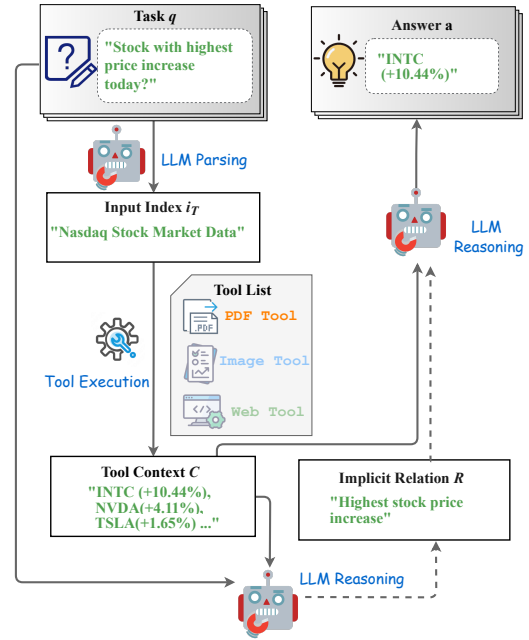 Task q
"Stock with highest
price increase
today?"
Answer a
"INTC
(+10.44%)"
LLM Parsing
Input Index iT
"Nasdaq Stock Market Data"
LLM
Reasoning
Tool List
.PDF
PDF Tool
Image Tool
</>
Web Tool
Tool Execution
Tool Context C
"INTC (+10.44%),
NVDA(+4.11%),
TSLA(+1.65%) ..."
Implicit Relation R
"Highest stock price
increase"
LLM Reasoning